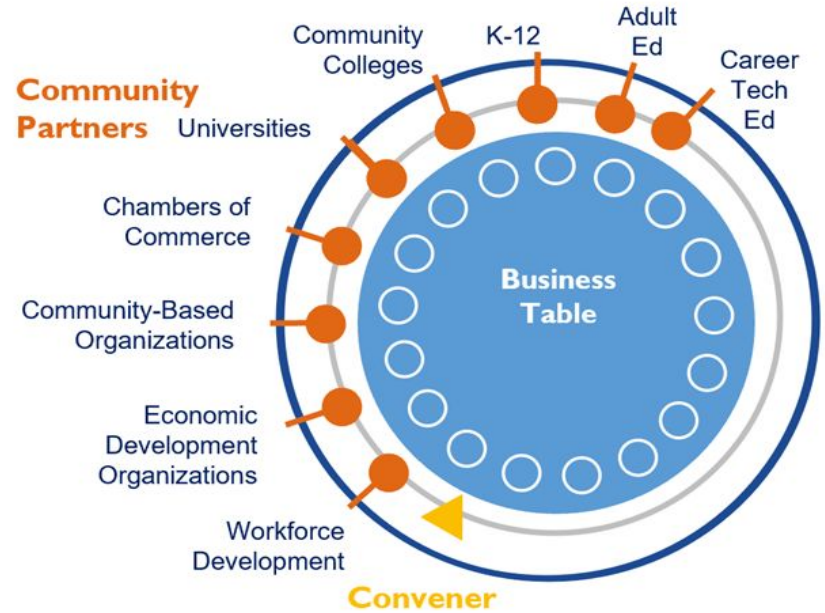 Community
Partners
Universities
Community
Colleges
K-12
Adult
Ed
Career
Tech
Ed
Chambers of
Commerce
Community-Based
Organizations
Economic
Development
Organizations
Workforce
Development
Business
Table
Convener